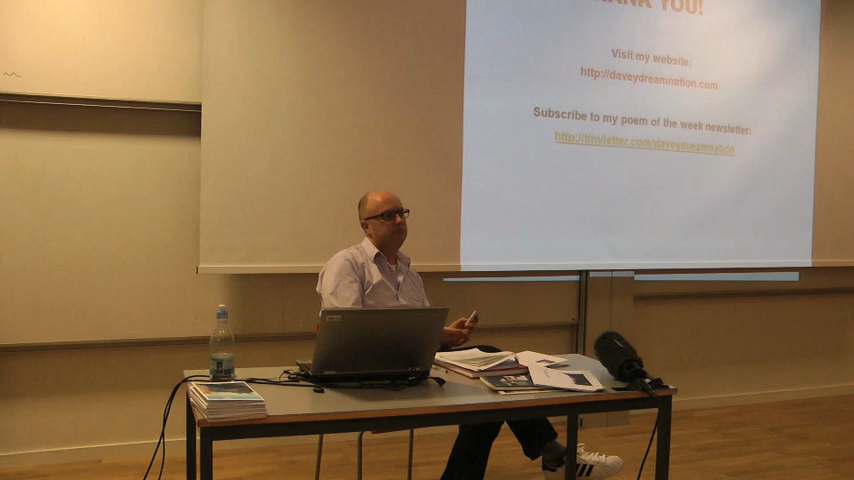 THANK YOU!
Visit my website:
http://daveydreamnation.com
Subscribe to my poem of the week newsletter:
http://tinyletter.com/daveydreamnation